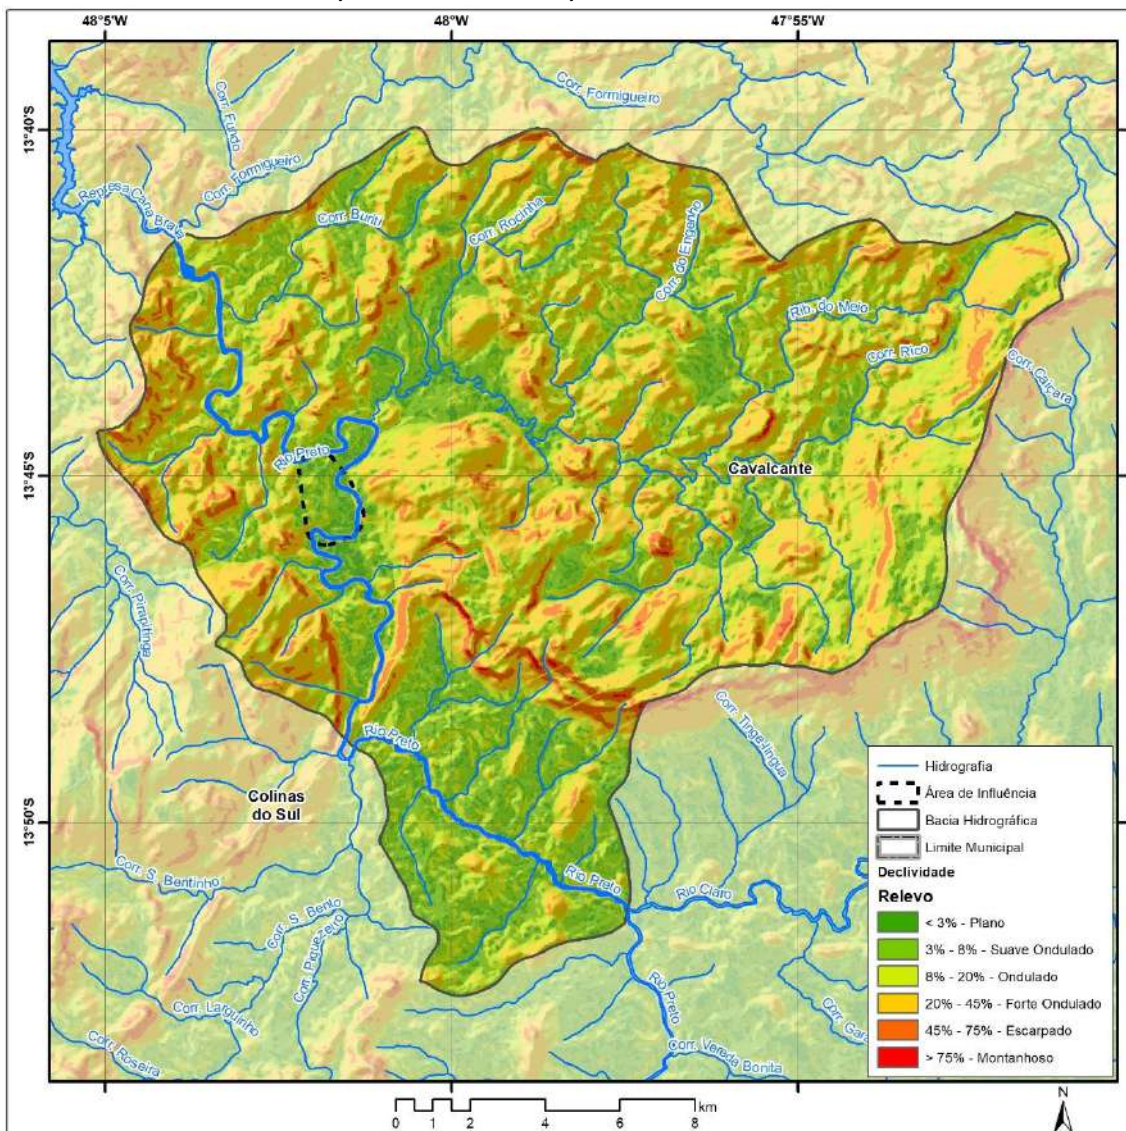 48°5'W
48°W
47°55'W
13°40'S
13°45'S
13°50'S
Corr. Fundo
Corr. Formigueiro
Corr. Formigueiro
Represa Cana Brava
Corr. Buriti
Corr. Rocinha
Corr. do Engenho
Rib. do Meio
Corr. Rico
Corr. Calçara
Rio Preto
Cavalcante
Corr. Pirapitinga
Corr. Tinge-língua
Rio Preto
Colinas
do Sul
Corr. S. Bentinho
Rio Preto
Rio Claro
Corr. S. Bento
Corr. Piquezeiro
Corr. Larguinho
Rio Preto
Corr. Roseira
Corr. Vereda Bonita
Hidrografia
Área de Influência
Bacia Hidrográfica
Limite Municipal
Declividade
Relevo
< 3% - Plano
3% - 8% - Suave Ondulado
8% - 20% - Ondulado
20% - 45% - Forte Ondulado
45% - 75% - Escarpado
> 75% - Montanhoso
km
0 1 2 4 6 8
N